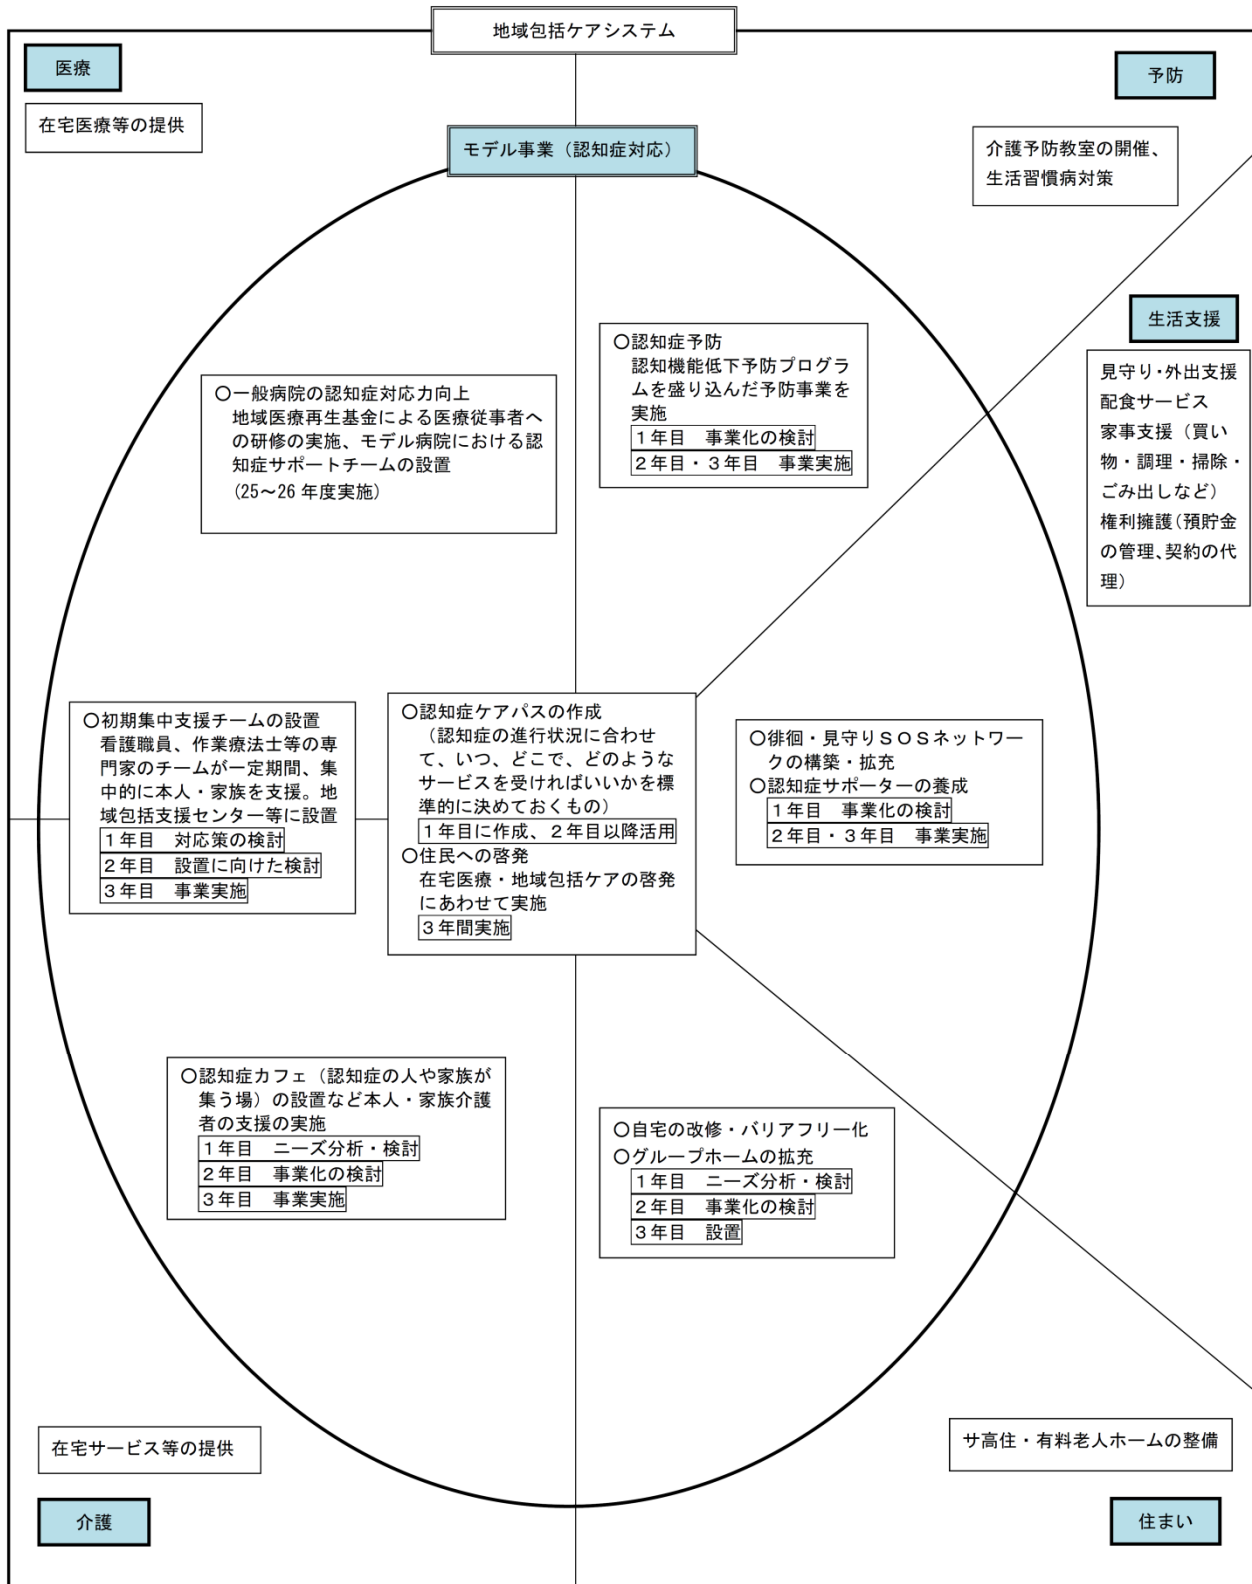 地域包括ケアシステム
医療
予防
在宅医療等の提供
モデル事業（認知症対応）
介護予防教室の開催、
生活習慣病対策
生活支援
見守り・外出支援
配食サービス
家事支援（買い
物・調理・掃除・
ごみ出しなど）
権利擁護（預貯金
の管理、契約の代
理）
○認知症予防
認知機能低下予防プログラ
ムを盛り込んだ予防事業を
実施
１年目　事業化の検討
２年目・３年目　事業実施
○一般病院の認知症対応力向上
地域医療再生基金による医療従事者へ
の研修の実施、モデル病院における認
知症サポートチームの設置
（25～26 年度実施）
○初期集中支援チームの設置
看護職員、作業療法士等の専
門家のチームが一定期間、集
中的に本人・家族を支援。地
域包括支援センター等に設置
１年目　対応策の検討
２年目　設置に向けた検討
３年目　事業実施
○認知症ケアパスの作成
（認知症の進行状況に合わせ
て、いつ、どこで、どのような
サービスを受ければいいかを標
準的に決めておくもの）
１年目に作成、２年目以降活用
○住民への啓発
在宅医療・地域包括ケアの啓発
にあわせて実施
３年間実施
○徘徊・見守りＳＯＳネットワー
クの構築・拡充
○認知症サポーターの養成
１年目　事業化の検討
２年目・３年目　事業実施
○認知症カフェ（認知症の人や家族が
集う場）の設置など本人・家族介護
者の支援の実施
１年目　ニーズ分析・検討
２年目　事業化の検討
３年目　事業実施
○自宅の改修・バリアフリー化
○グループホームの拡充
１年目　ニーズ分析・検討
２年目　事業化の検討
３年目　設置
在宅サービス等の提供
サ高住・有料老人ホームの整備
介護
住まい